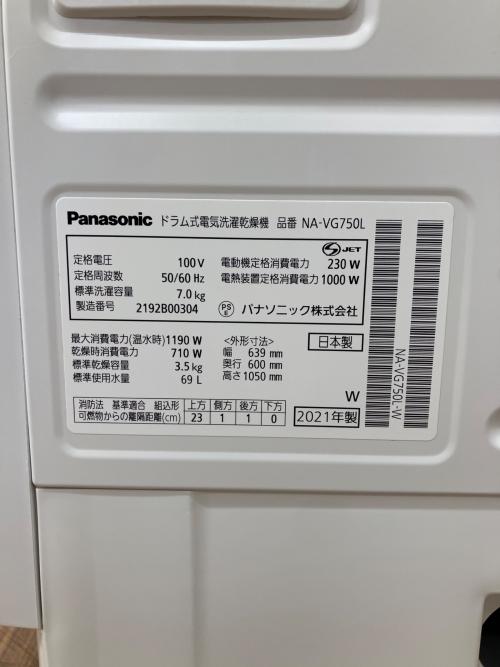 Panasonic ドラム式電気洗濯乾燥機 品番 NA-VG750L
JET
定格電圧 100 V
定格周波数 50/60 Hz
標準洗濯容量 7.0 kg
製造番号 2192B00304
電動機定格消費電力 230 W
電熱装置定格消費電力 1000 W
PS E パナソニック株式会社
最大消費電力(温水時) 1190 W
乾燥時消費電力 710 W
標準乾燥容量 3.5 kg
標準使用水量 69 L
<外形寸法>
幅 639 mm
奥行 600 mm
高さ 1050 mm
日本製
W
消防法 基準適合 組込形 上方 側方 後方 下方
可燃物からの離隔距離(cm) 23 1 1 0
2021年製
NA-VG750L-W